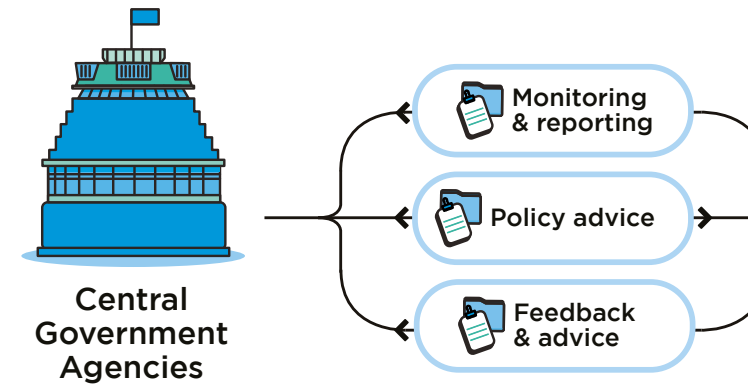 Monitoring
& reporting
Policy advice
Feedback
& advice
Central
Government
Agencies